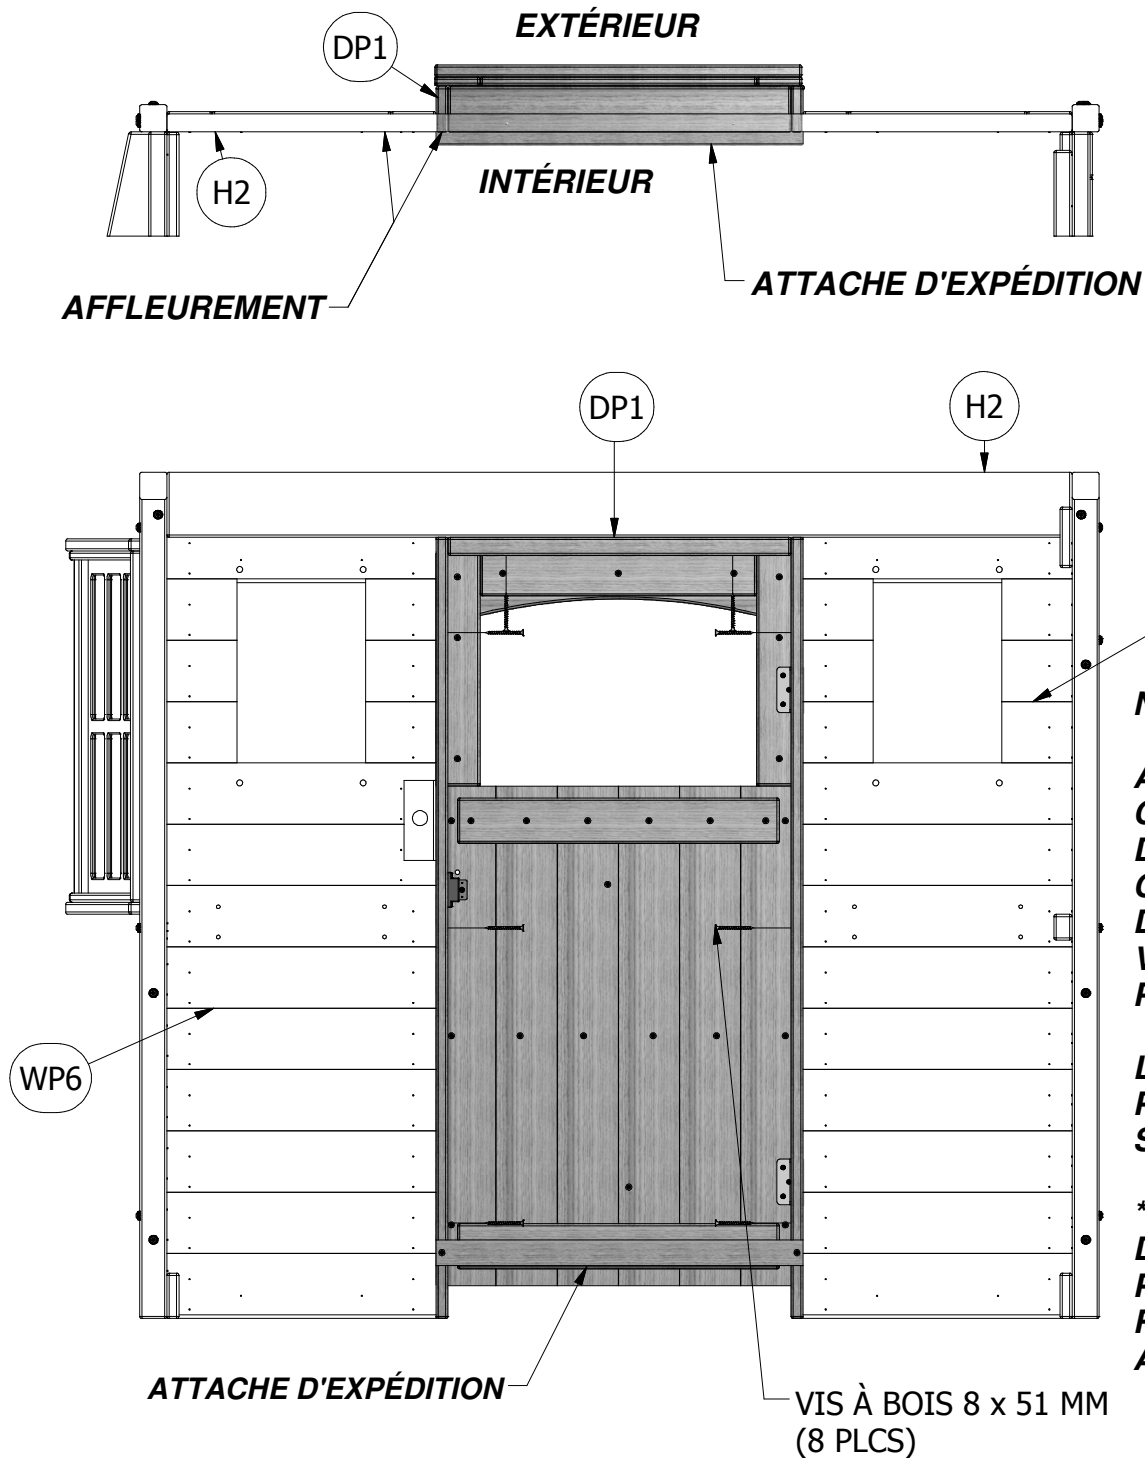 EXTÉRIEUR
DP1
H2
INTÉRIEUR
AFFLEUREMENT
ATTACHE D'EXPÉDITION
DP1
H2
WP6
ATTACHE D'EXPÉDITION
VIS À BOIS 8 x 51 MM
(8 PLCS)